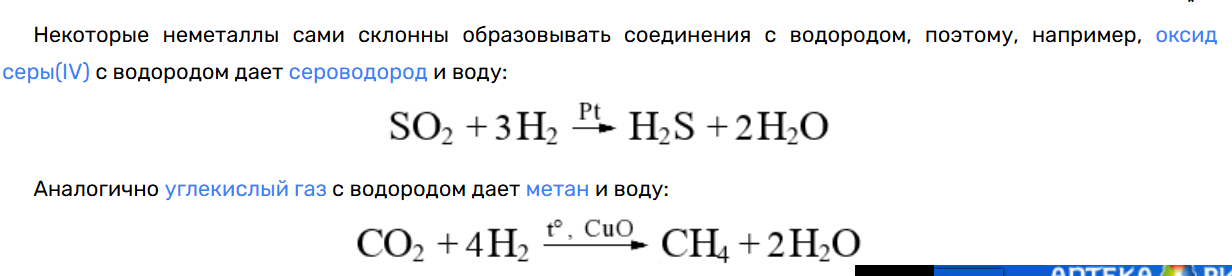 Некоторые неметаллы сами склонны образовывать соединения с водородом, поэтому, например, оксид
серы(IV) с водородом дает сероводород и воду:
SO₂ + 3H₂ —Pt→ H₂S + 2H₂O
Аналогично углекислый газ с водородом дает метан и воду:
CO₂ + 4H₂ —t°, CuO→ CH₄ + 2H₂O